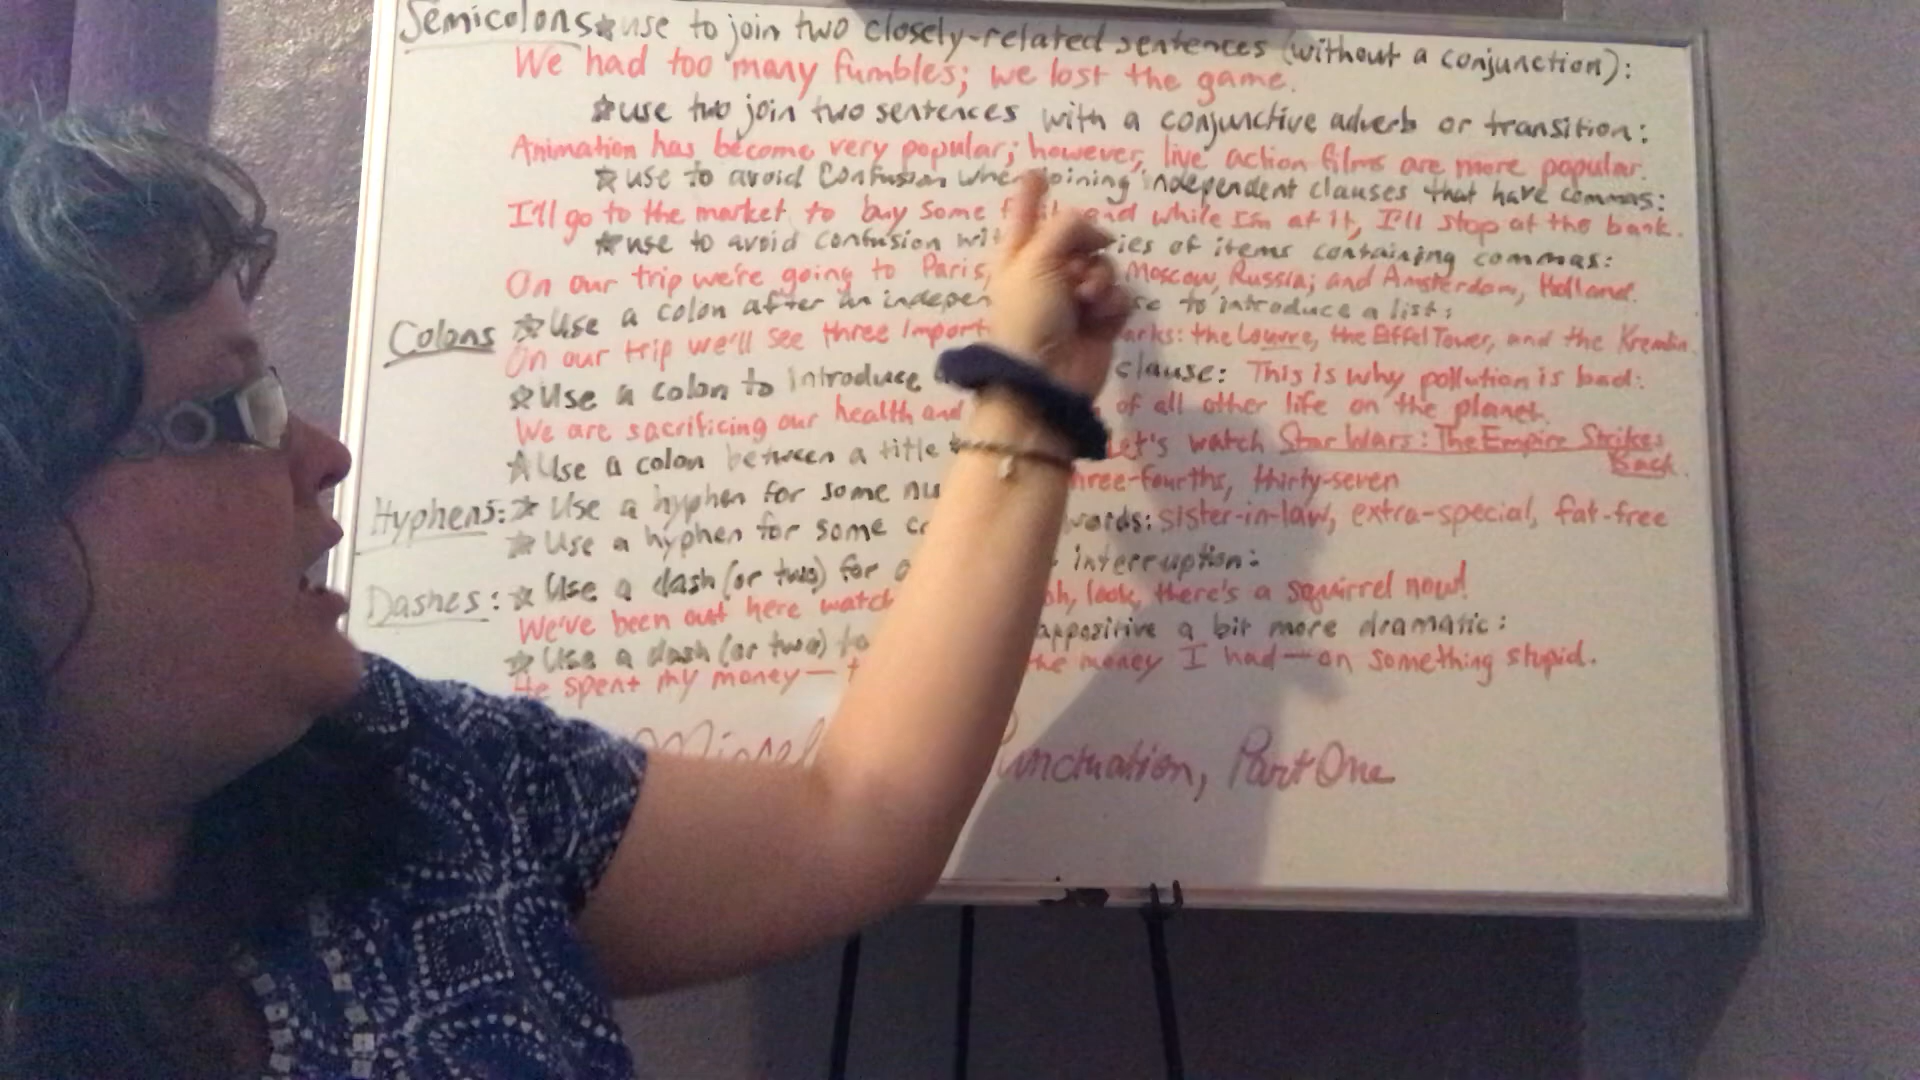 Semicolons ☆use to join two closely-related sentences (without a conjunction):
We had too many fumbles; we lost the game.
☆use two join two sentences with a conjunctive adverb or transition:
Animation has become very popular; however, live action films are more popular.
☆use to avoid confusion when joining independent clauses that have commas:
I'll go to the market to buy some and while I'm at it, I'll stop at the bank.
☆use to avoid confusion of items containing commas:
On our trip we're going to Paris, Moscow, Russia; and Amsterdam, Holland.
Colons ☆Use a colon after an to introduce a list:
On our trip we'll see three the Louvre, the Eiffel Tower, and the Kremlin.
☆Use a colon to introduce clause: This is why pollution is bad:
We are sacrificing our health and of all other life on the planet.
☆Use a colon between a title Let's watch Star Wars: The Empire Strikes
Back.
Hyphens: ☆ Use a hyphen for some three-fourths, thirty-seven
☆ Use a hyphen for some words: sister-in-law, extra-special, fat-free
Dashes: ☆ Use a dash (or two) for interruption:
We've been out here look, there's a squirrel now!
☆ Use a dash (or two) to appositive a bit more dramatic:
He spent my money— the money I had—on something stupid.
Punctuation, Part One